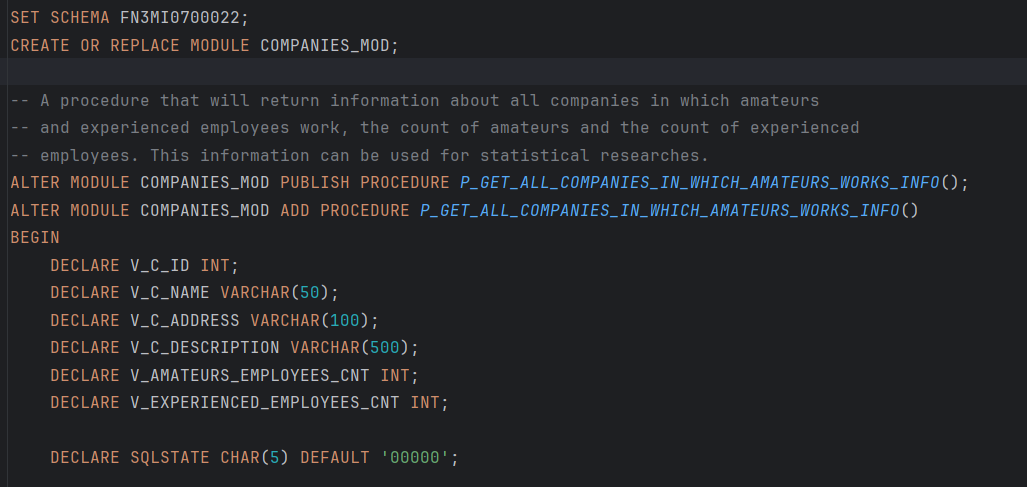 SET SCHEMA FN3MI0700022;
CREATE OR REPLACE MODULE COMPANIES_MOD;
-- A procedure that will return information about all companies in which amateurs
-- and experienced employees work, the count of amateurs and the count of experienced
-- employees. This information can be used for statistical researches.
ALTER MODULE COMPANIES_MOD PUBLISH PROCEDURE P_GET_ALL_COMPANIES_IN_WHICH_AMATEURS_WORKS_INFO();
ALTER MODULE COMPANIES_MOD ADD PROCEDURE P_GET_ALL_COMPANIES_IN_WHICH_AMATEURS_WORKS_INFO()
BEGIN
    DECLARE V_C_ID INT;
    DECLARE V_C_NAME VARCHAR(50);
    DECLARE V_C_ADDRESS VARCHAR(100);
    DECLARE V_C_DESCRIPTION VARCHAR(500);
    DECLARE V_AMATEURS_EMPLOYEES_CNT INT;
    DECLARE V_EXPERIENCED_EMPLOYEES_CNT INT;
    DECLARE SQLSTATE CHAR(5) DEFAULT '00000';